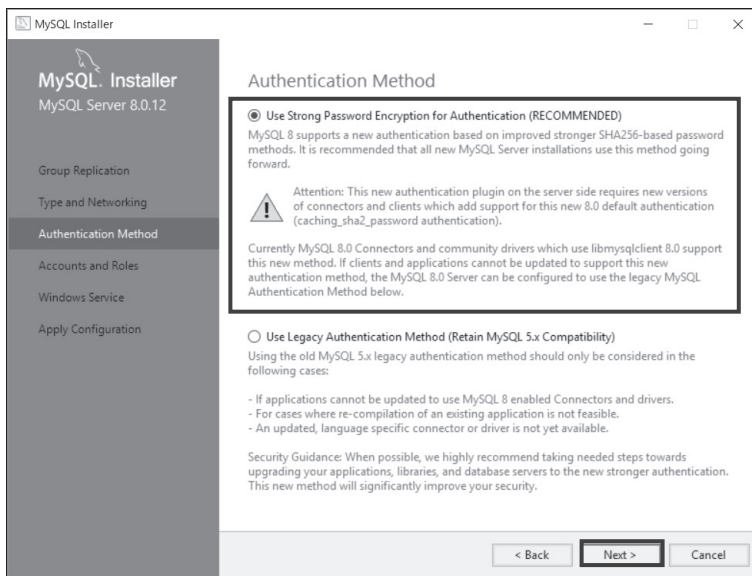 MySQL Installer
MySQL. Installer
MySQL Server 8.0.12
Group Replication
Type and Networking
Authentication Method
Accounts and Roles
Windows Service
Apply Configuration
Authentication Method
Use Strong Password Encryption for Authentication (RECOMMENDED)
MySQL 8 supports a new authentication based on improved stronger SHA256-based password
methods. It is recommended that all new MySQL Server installations use this method going
forward.
Attention: This new authentication plugin on the server side requires new versions
of connectors and clients which add support for this new 8.0 default authentication
(caching_sha2_password authentication).
Currently MySQL 8.0 Connectors and community drivers which use libmysqlclient 8.0 support
this new method. If clients and applications cannot be updated to support this new
authentication method, the MySQL 8.0 Server can be configured to use the legacy MySQL
Authentication Method below.
Use Legacy Authentication Method (Retain MySQL 5.x Compatibility)
Using the old MySQL 5.x legacy authentication method should only be considered in the
following cases:
- If applications cannot be updated to use MySQL 8 enabled Connectors and drivers.
- For cases where re-compilation of an existing application is not feasible.
- An updated, language specific connector or driver is not yet available.
Security Guidance: When possible, we highly recommend taking needed steps towards
upgrading your applications, libraries, and database servers to the new stronger authentication.
This new method will significantly improve your security.
< Back
Next >
Cancel